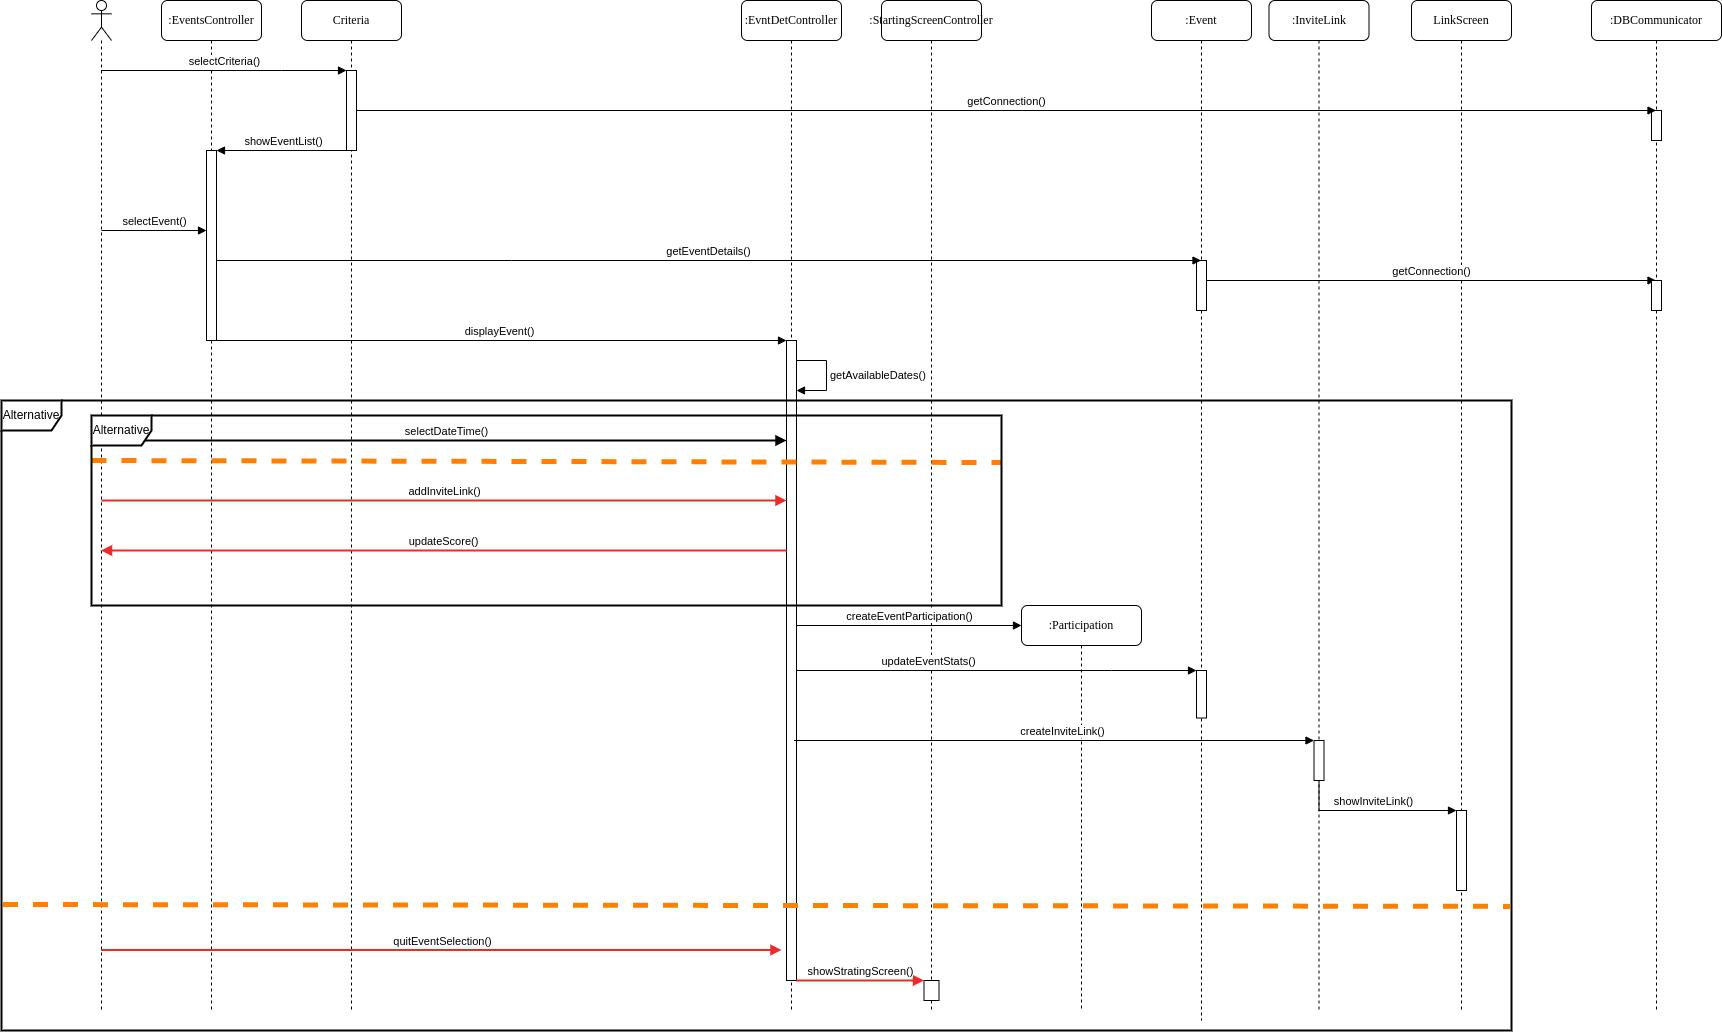 :EventsController
Criteria
:EvntDetController
:StartingScreenController
:Event
:InviteLink
LinkScreen
:DBCommunicator
selectCriteria()
getConnection()
showEventList()
selectEvent()
getEventDetails()
getConnection()
displayEvent()
getAvailableDates()
Alternative
Alternative
selectDateTime()
addInviteLink()
updateScore()
createEventParticipation()
:Participation
updateEventStats()
createInviteLink()
showInviteLink()
quitEventSelection()
showStratingScreen()